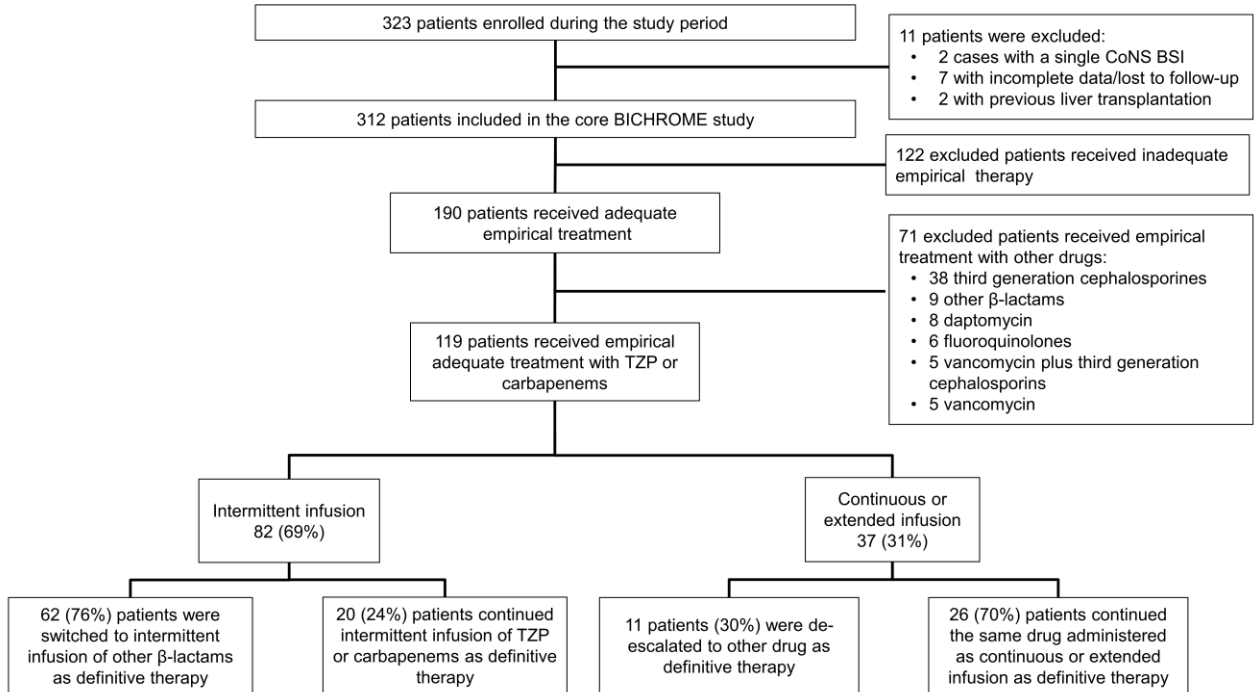 323 patients enrolled during the study period
11 patients were excluded:
• 2 cases with a single CoNS BSI
• 7 with incomplete data/lost to follow-up
• 2 with previous liver transplantation
312 patients included in the core BICHROME study
122 excluded patients received inadequate
empirical therapy
190 patients received adequate
empirical treatment
71 excluded patients received empirical
treatment with other drugs:
• 38 third generation cephalosporines
• 9 other β-lactams
• 8 daptomycin
• 6 fluoroquinolones
• 5 vancomycin plus third generation
cephalosporins
• 5 vancomycin
119 patients received empirical
adequate treatment with TZP or
carbapenems
Intermittent infusion
82 (69%)
Continuous or
extended infusion
37 (31%)
62 (76%) patients were
switched to intermittent
infusion of other β-lactams
as definitive therapy
20 (24%) patients continued
intermittent infusion of TZP
or carbapenems as definitive
therapy
11 patients (30%) were de-
escalated to other drug as
definitive therapy
26 (70%) patients continued
the same drug administered
as continuous or extended
infusion as definitive therapy